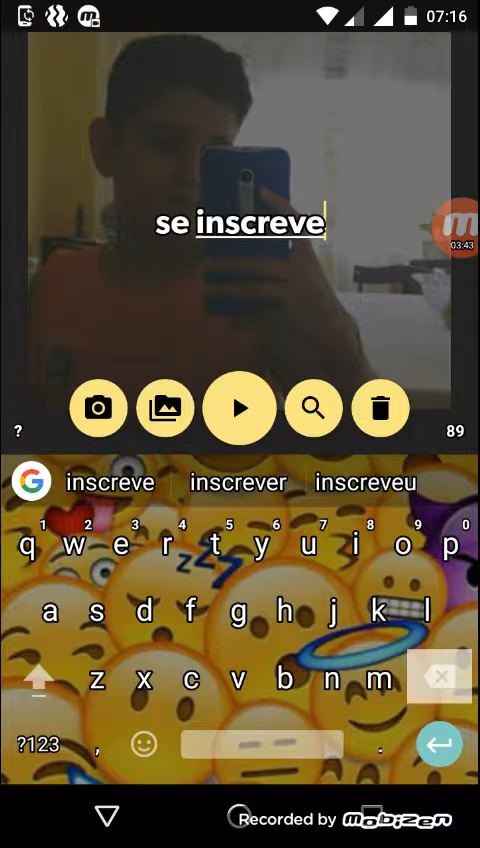 07:16
se inscreve
03:43
?
89
inscreve inscrever inscreveu
1 2 3 4 5 6 7 8 9 0
q w e r t y u i o p
a s d f g h j k l
z x c v b n m
?123 , .
Recorded by mobizen